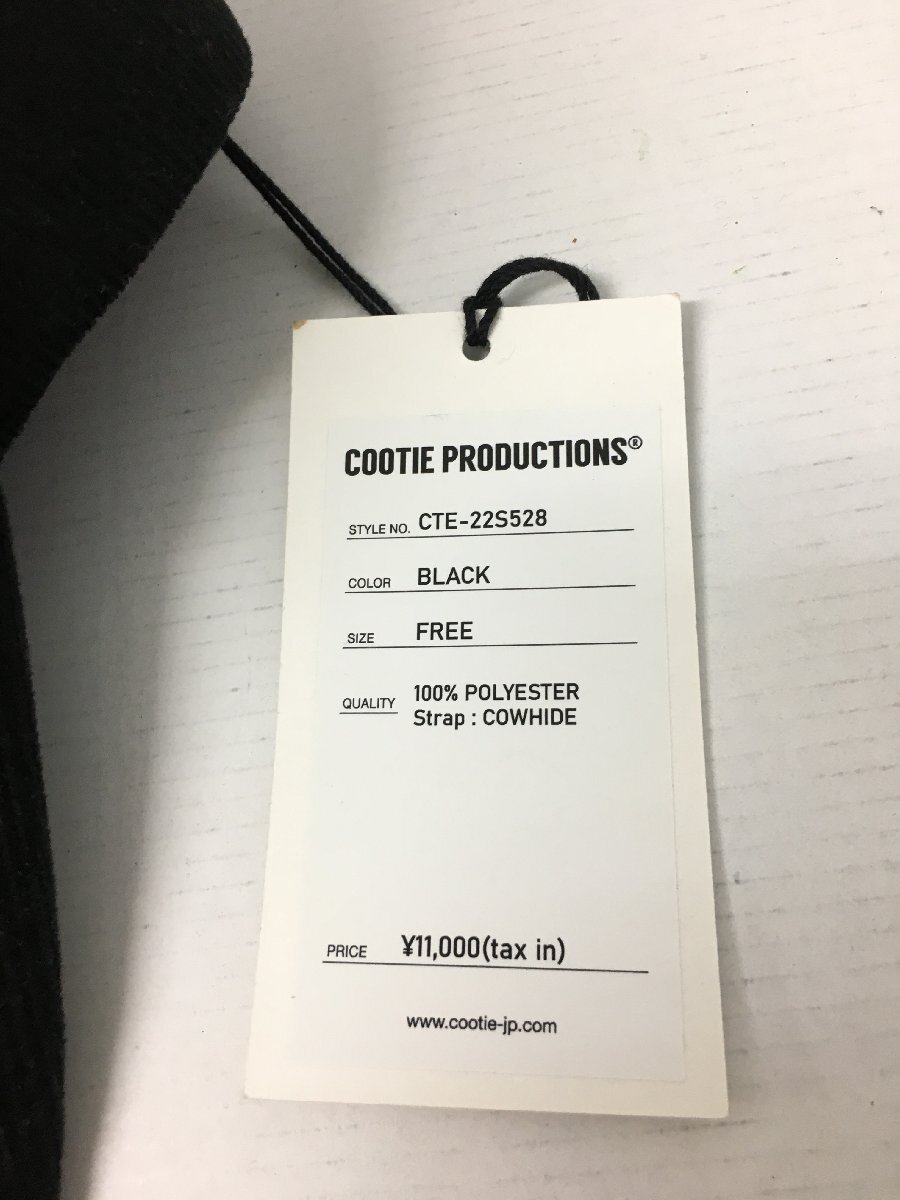 COOTIE PRODUCTIONS®
STYLE NO. CTE-22S528
COLOR BLACK
SIZE FREE
QUALITY 100% POLYESTER
Strap : COWHIDE
PRICE ¥11,000(tax in)
www.cootie-jp.com